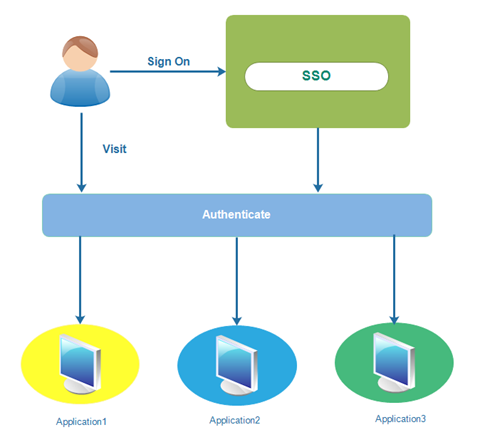 Sign On
SSO
Visit
Authenticate
Application1
Application2
Application3